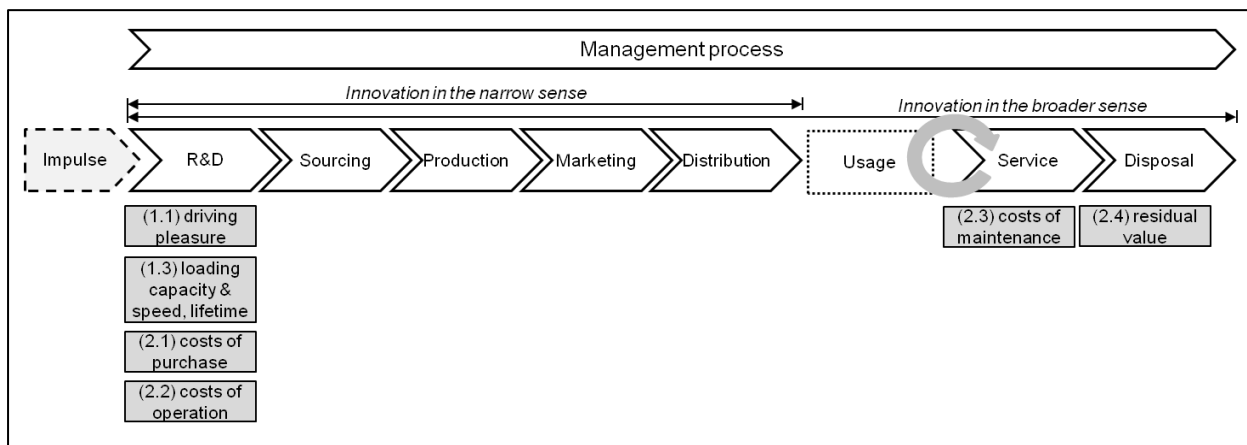 Management process
Innovation in the narrow sense
Innovation in the broader sense
Impulse
R&D
Sourcing
Production
Marketing
Distribution
Usage
Service
Disposal
(1.1) driving
pleasure
(1.3) loading
capacity &
speed, lifetime
(2.1) costs of
purchase
(2.2) costs of
operation
(2.3) costs of
maintenance
(2.4) residual
value